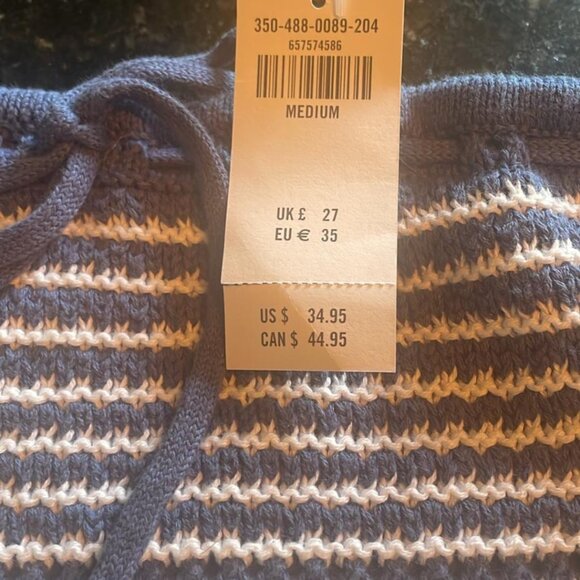 350-488-0089-204
657574586
MEDIUM
UK £ 27
EU € 35
US $ 34.95
CAN $ 44.95